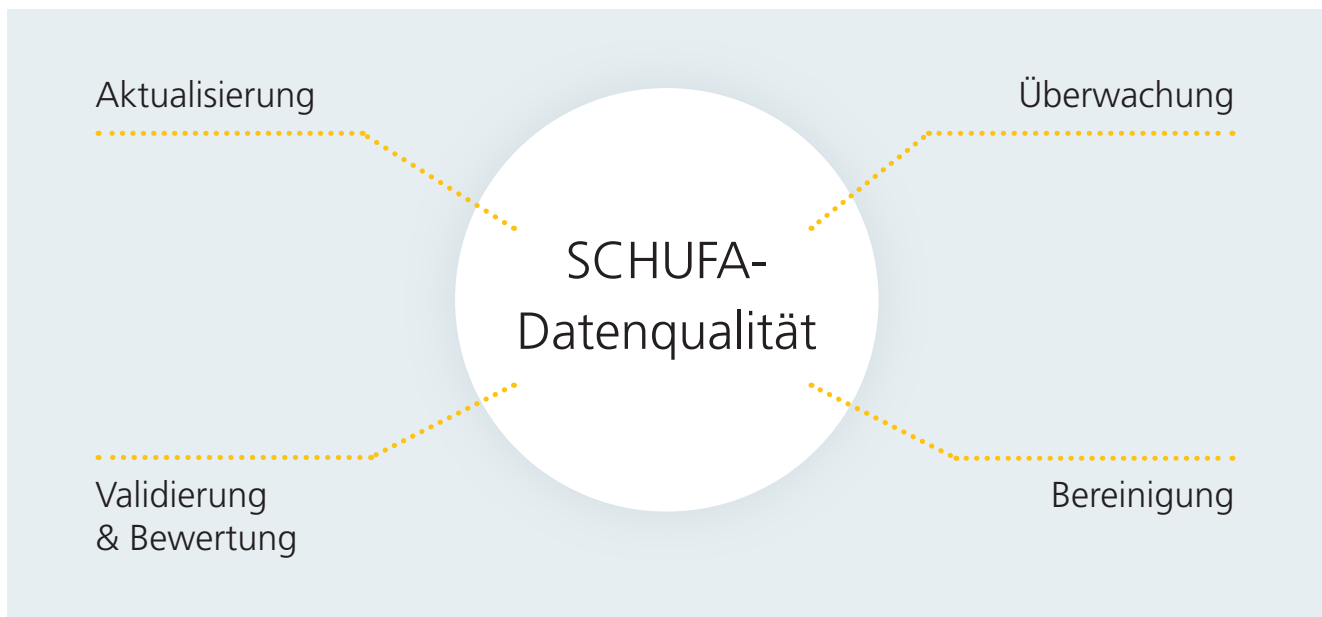 Aktualisierung
Überwachung
SCHUFA-
Datenqualität
Validierung
& Bewertung
Bereinigung